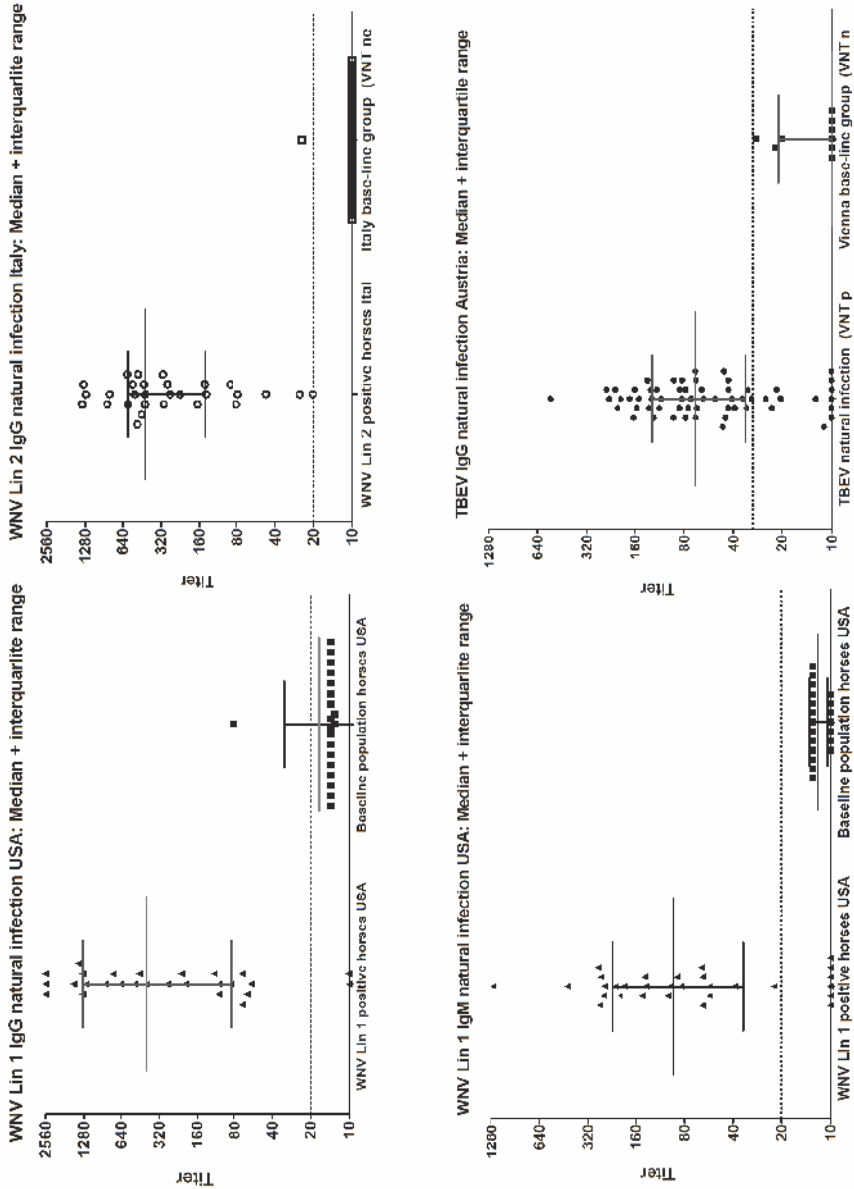 WNV Lin 1 IgG natural infection USA: Median + interquarlite range
2560
1280
640
320
160
80
20
10
Titer
WNV Lin 1 positive horses USA
Baseline population horses USA
WNV Lin 2 IgG natural infection Italy: Median + interquarlite range
2560
1280
640
320
160
80
40
20
10
Titer
WNV Lin 2 positive horses Ital
Italy base-line group (VNT ne
WNV Lin 1 IgM natural infection USA: Median + interquarlite range
1280
640
320
160
80
40
20
10
Titer
WNV Lin 1 positive horses USA
Baseline population horses USA
TBEV IgG natural infection Austria: Median + interquartile range
1280
640
320
160
80
40
20
10
Titer
TBEV natural infection (VNT p
Vienna base-line group (VNT n